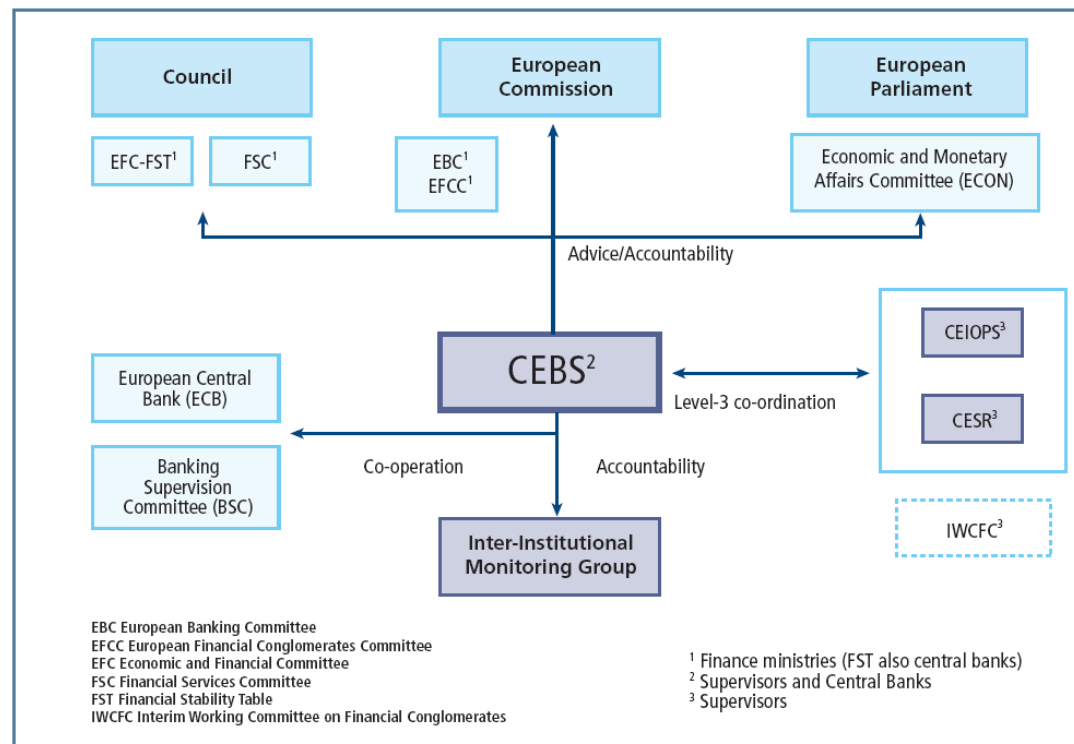 Council
European
Commission
European
Parliament
EFC-FST¹
FSC¹
EBC¹
EFCC¹
Economic and Monetary
Affairs Committee (ECON)
Advice/Accountability
CEBS²
CEIOPS³
CESR³
European Central
Bank (ECB)
Level-3 co-ordination
Banking
Supervision
Committee (BSC)
Co-operation
Accountability
Inter-Institutional
Monitoring Group
IWCFC³
EBC European Banking Committee
EFCC European Financial Conglomerates Committee
EFC Economic and Financial Committee
FSC Financial Services Committee
FST Financial Stability Table
IWCFC Interim Working Committee on Financial Conglomerates
¹ Finance ministries (FST also central banks)
² Supervisors and Central Banks
³ Supervisors